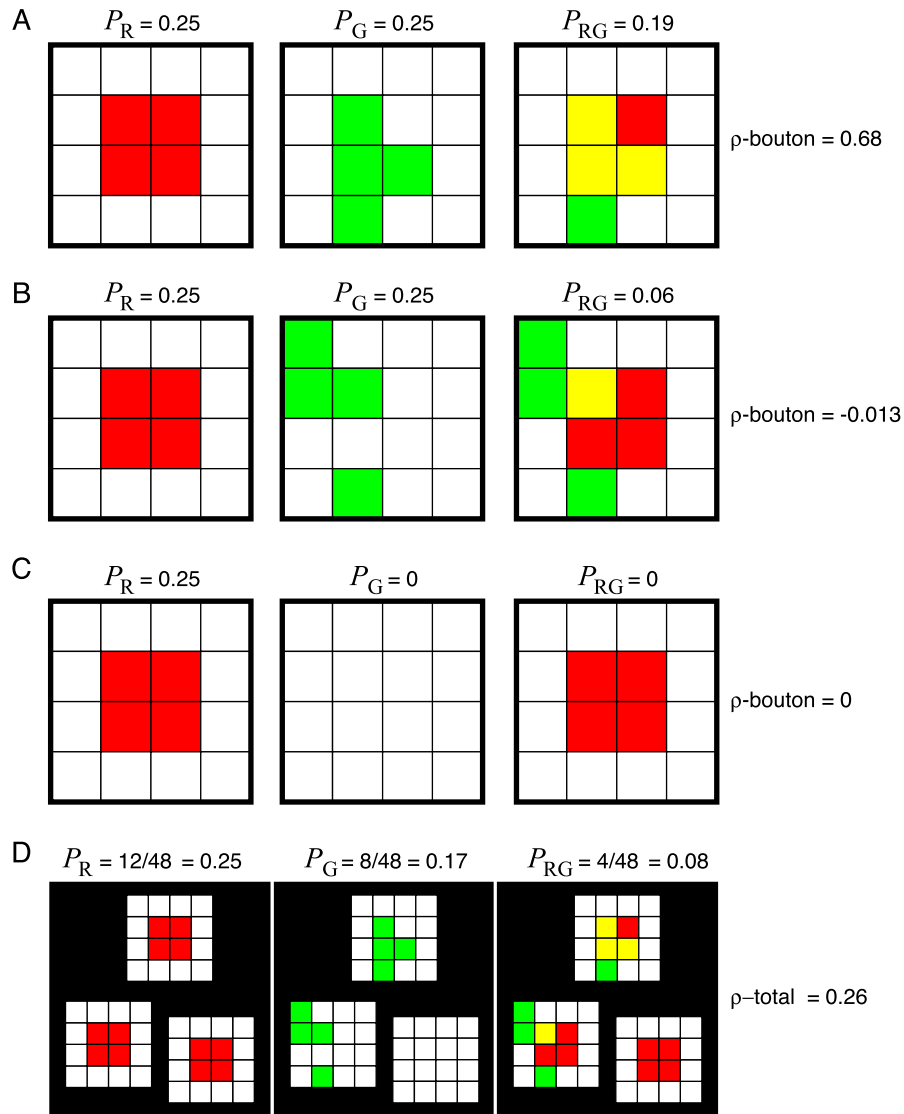 A
P_R = 0.25 P_G = 0.25 P_RG = 0.19
ρ-bouton = 0.68
B
P_R = 0.25 P_G = 0.25 P_RG = 0.06
ρ-bouton = -0.013
C
P_R = 0.25 P_G = 0 P_RG = 0
ρ-bouton = 0
D
P_R = 12/48 = 0.25 P_G = 8/48 = 0.17 P_RG = 4/48 = 0.08
ρ−total = 0.26